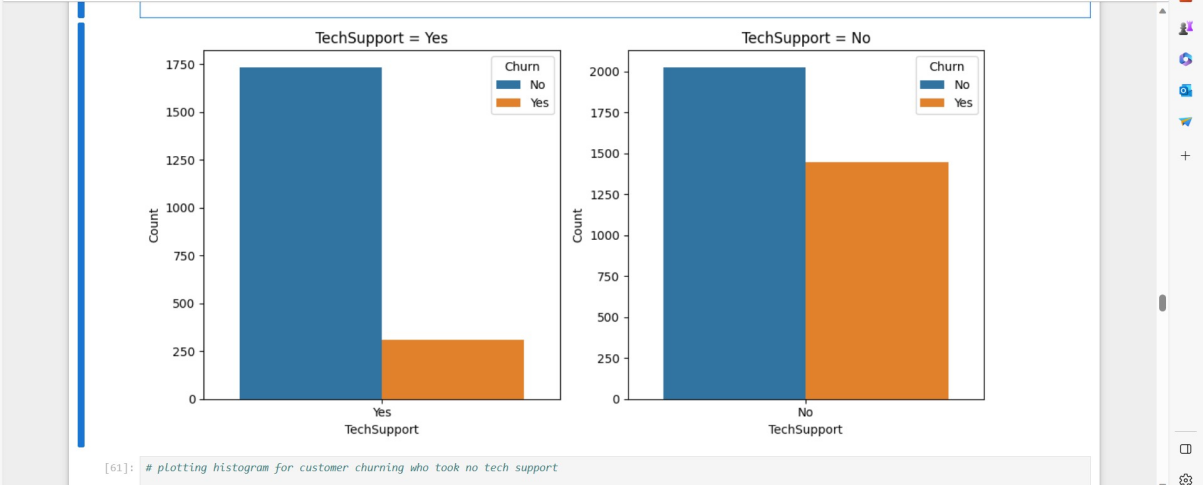 TechSupport = Yes
Churn
No
Yes
1750
1500
1250
1000
750
500
250
0
Count
Yes
TechSupport
TechSupport = No
Churn
No
Yes
2000
1750
1500
1250
1000
750
500
250
0
Count
No
TechSupport
[61]: # plotting histogram for customer churning who took no tech support